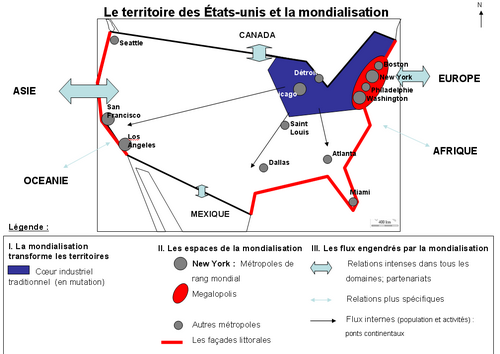 Le territoire des États-unis et la mondialisation
N
CANADA
Seattle
Boston
Détroit
New York
Philadelphie
Washington
cago
EUROPE
ASIE
San
Francisco
Saint
Louis
Los
Angeles
Atlanta
AFRIQUE
Dallas
OCEANIE
Miami
MEXIQUE
400 km
Légende :
I. La mondialisation
transforme les territoires
Cœur industriel
traditionnel (en mutation)
II. Les espaces de la mondialisation
New York : Métropoles de
rang mondial
Megalopolis
Autres métropoles
Les façades littorales
III. Les flux engendrés par la mondialisation
Relations intenses dans tous les
domaines; partenariats
Relations plus spécifiques
Flux internes (population et activités) :
ponts continentaux